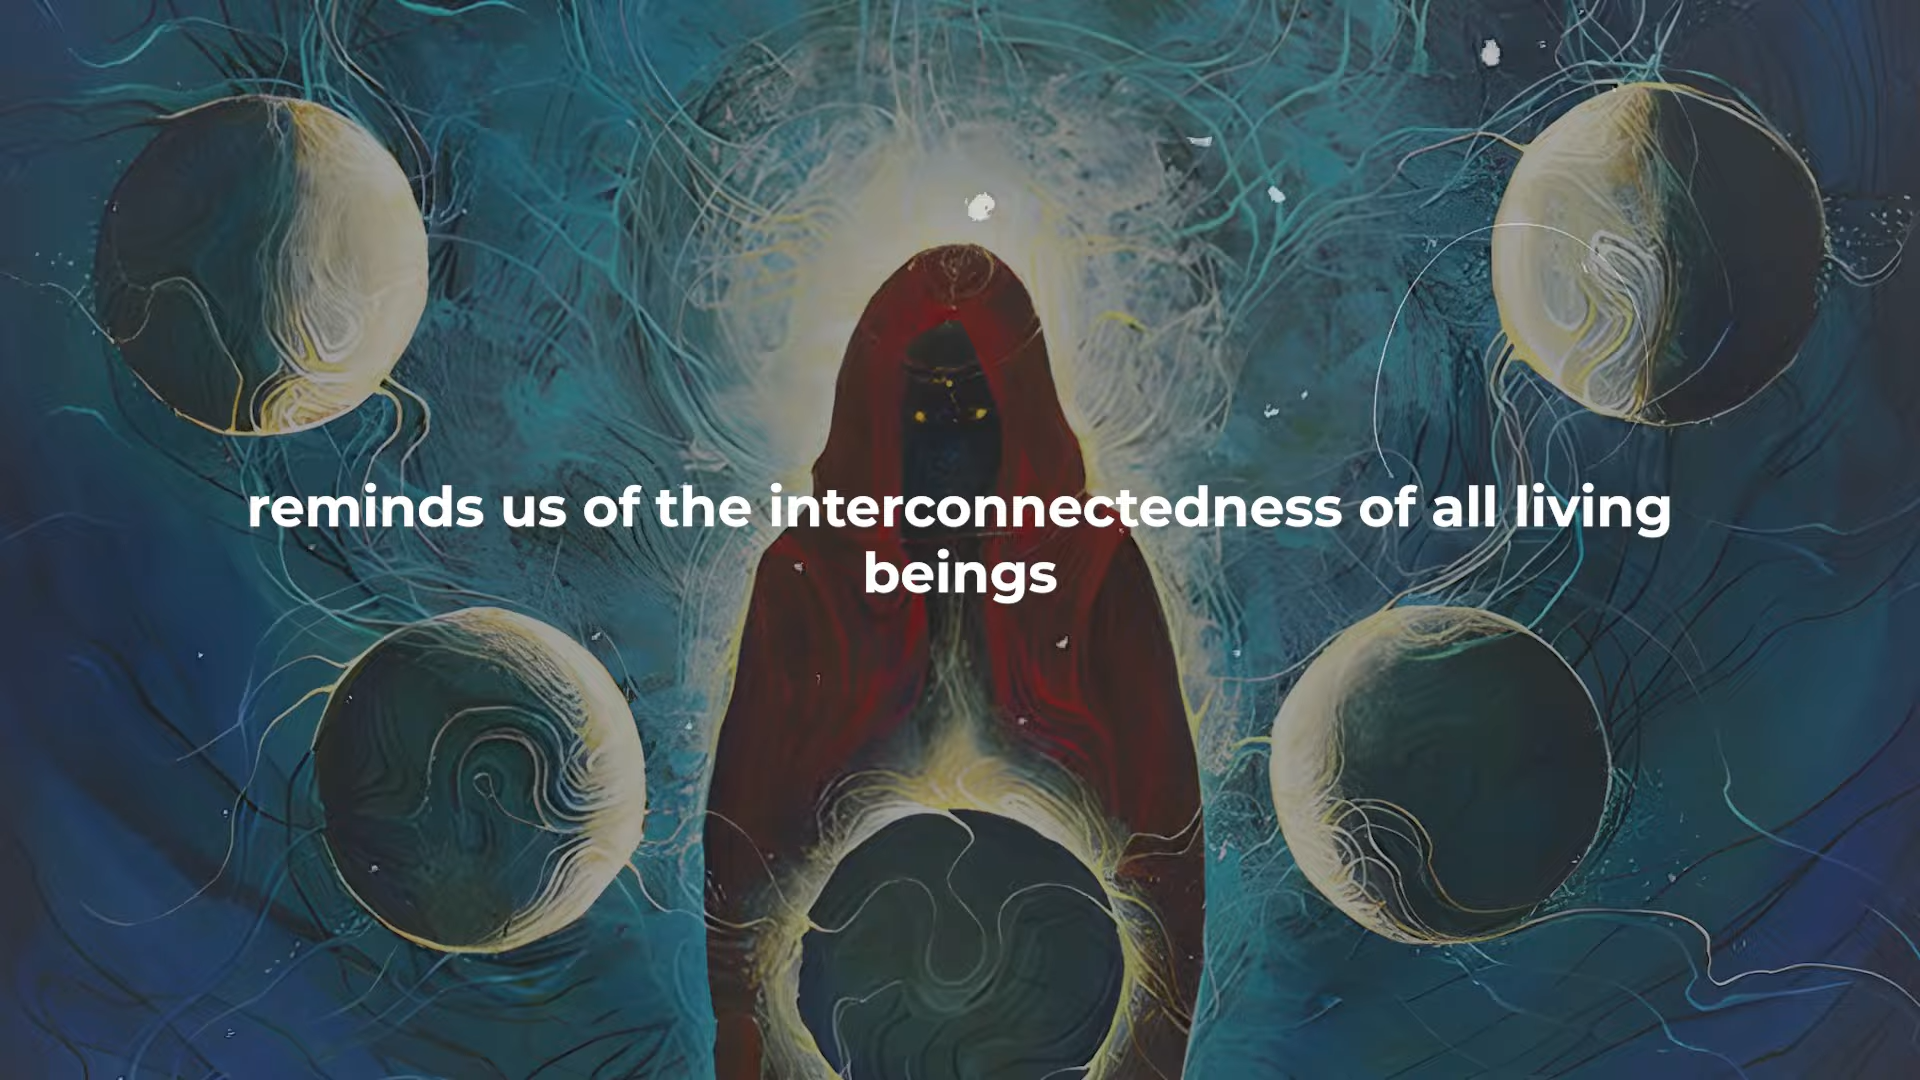 reminds us of the interconnectedness of all living
beings